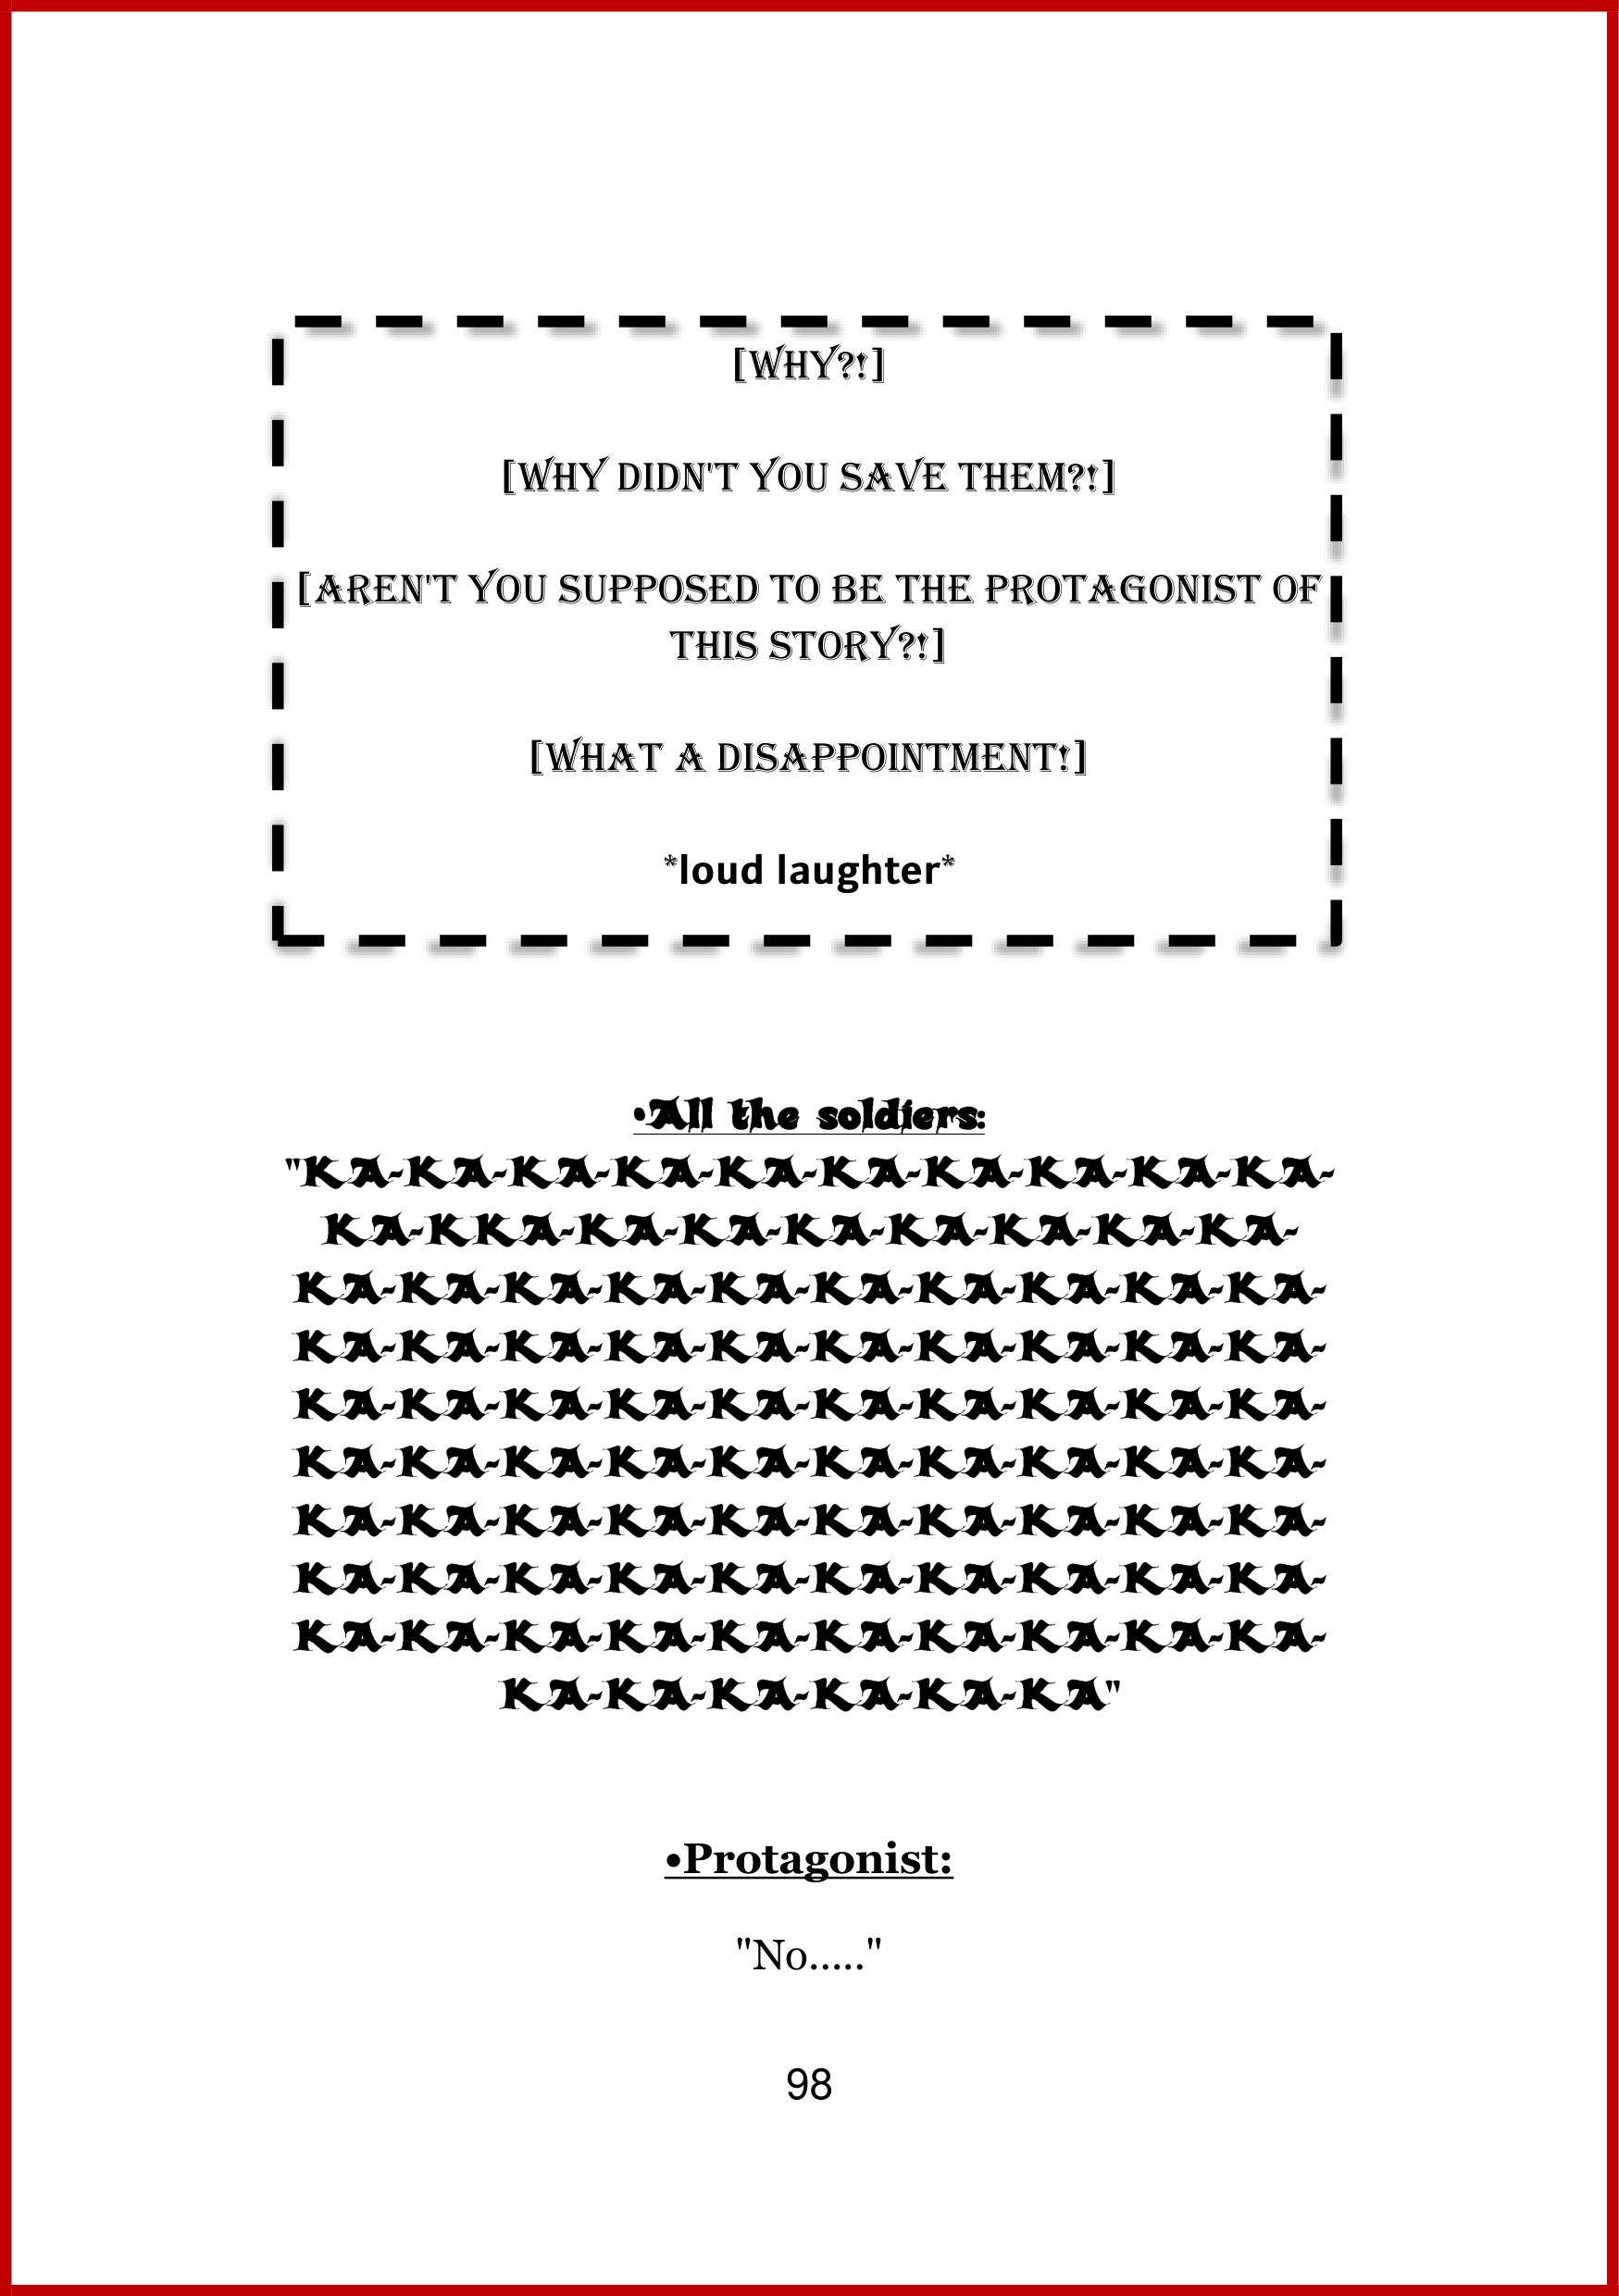 [WHY?!]
[WHY DIDN'T YOU SAVE THEM?!]
[AREN'T YOU SUPPOSED TO BE THE PROTAGONIST OF
THIS STORY?!]
[WHAT A DISAPPOINTMENT!]
*loud laughter*
•All the soldiers:
"KA-KA-KA-KA-KA-KA-KA-KA-KA-KA-
KA-KKA-KA-KA-KA-KA-KA-KA-KA-
KA-KA-KA-KA-KA-KA-KA-KA-KA-KA-
KA-KA-KA-KA-KA-KA-KA-KA-KA-KA-
KA-KA-KA-KA-KA-KA-KA-KA-KA-KA-
KA-KA-KA-KA-KA-KA-KA-KA-KA-KA-
KA-KA-KA-KA-KA-KA-KA-KA-KA-KA-
KA-KA-KA-KA-KA-KA-KA-KA-KA-KA-
KA-KA-KA-KA-KA-KA-KA-KA-KA-KA-
KA-KA-KA-KA-KA-KA"
•Protagonist:
"No....."
98